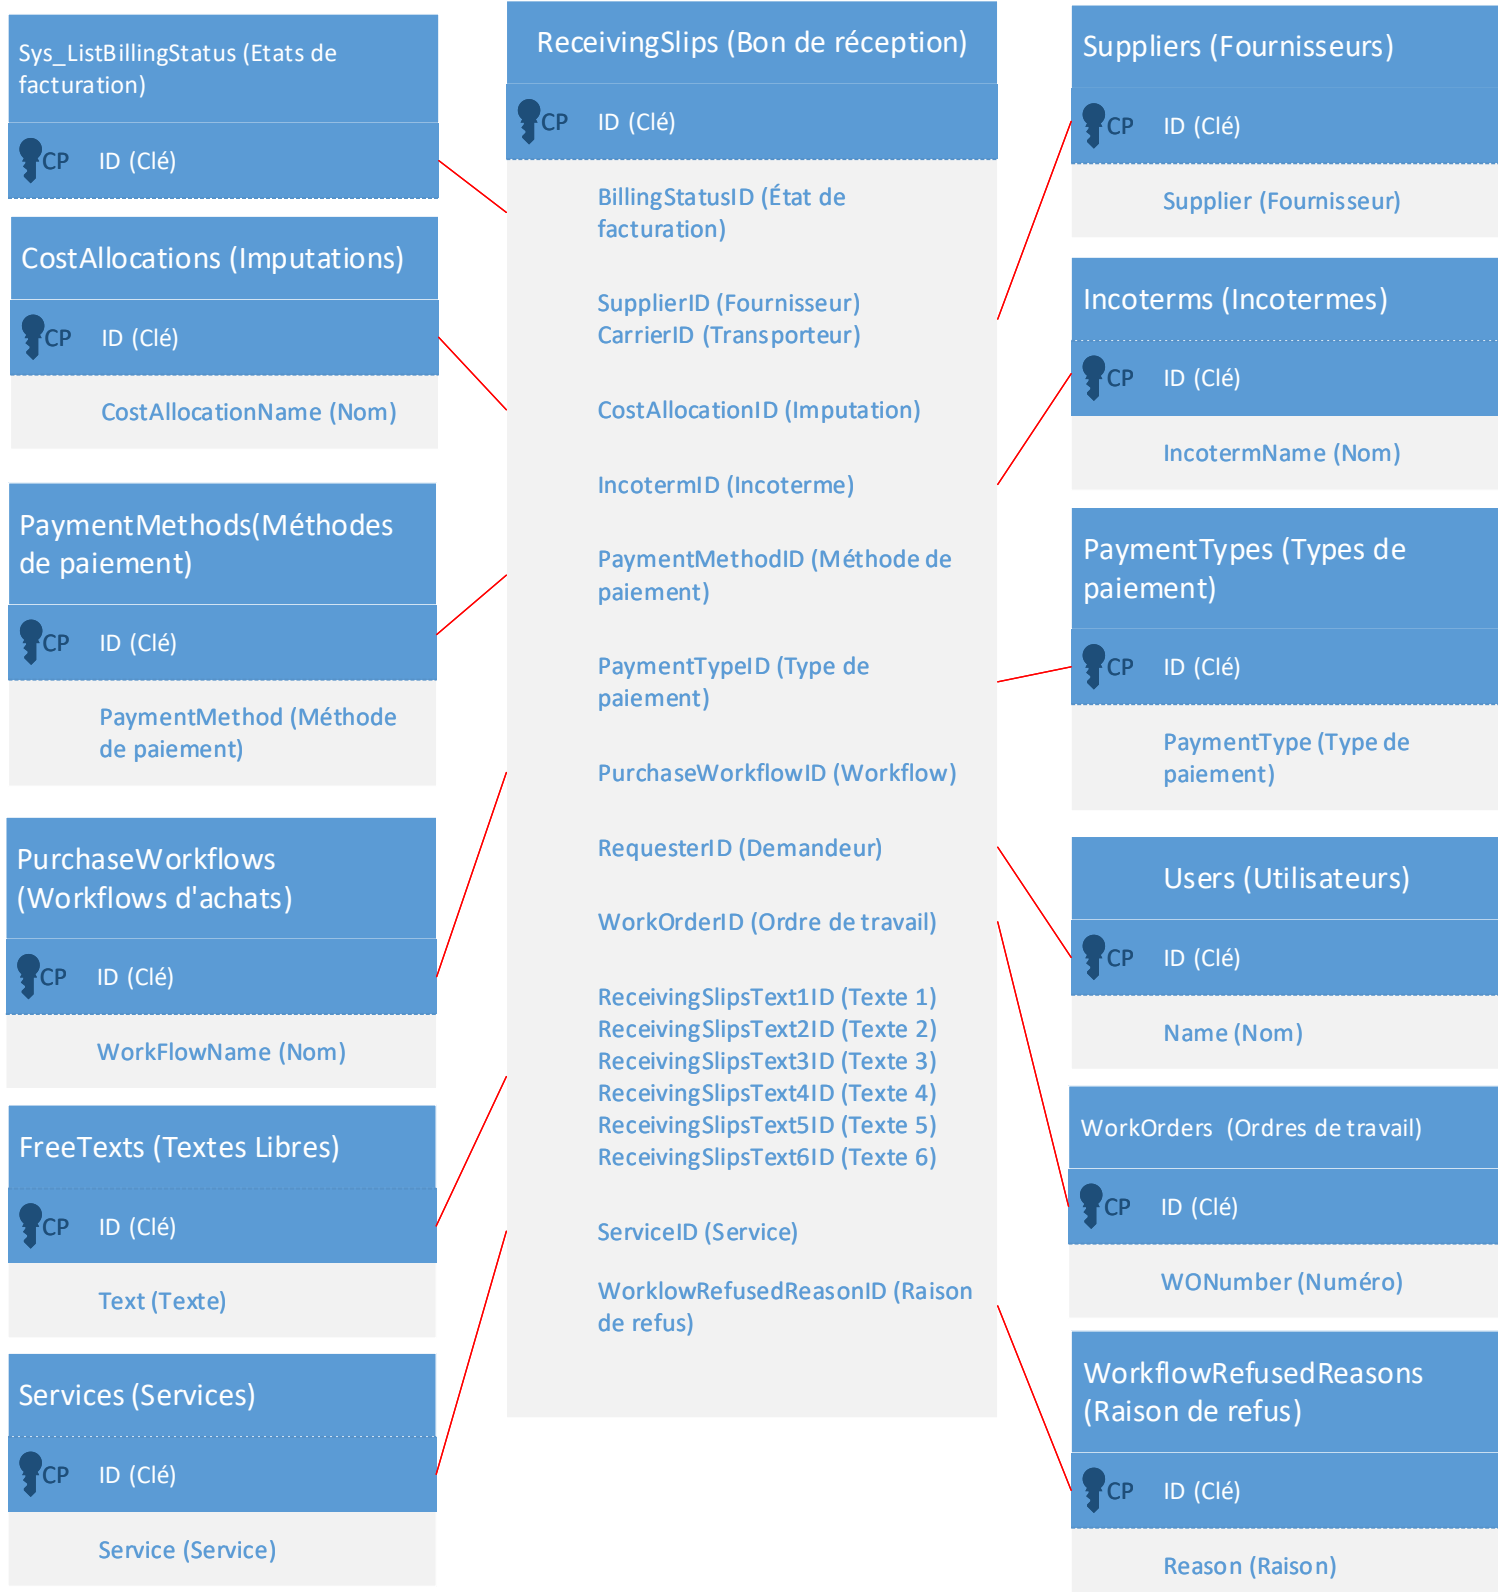 Sys_ListBillingStatus (Etats de
facturation)
CP ID (Clé)
CostAllocations (Imputations)
CP ID (Clé)
CostAllocationName (Nom)
PaymentMethods(Méthodes
de paiement)
CP ID (Clé)
PaymentMethod (Méthode
de paiement)
PurchaseWorkflows
(Workflows d'achats)
CP ID (Clé)
WorkFlowName (Nom)
FreeTexts (Textes Libres)
CP ID (Clé)
Text (Texte)
Services (Services)
CP ID (Clé)
Service (Service)
ReceivingSlips (Bon de réception)
CP ID (Clé)
BillingStatusID (État de
facturation)
SupplierID (Fournisseur)
CarrierID (Transporteur)
CostAllocationID (Imputation)
IncotermID (Incoterme)
PaymentMethodID (Méthode de
paiement)
PaymentTypeID (Type de
paiement)
PurchaseWorkflowID (Workflow)
RequesterID (Demandeur)
WorkOrderID (Ordre de travail)
ReceivingSlipsText1ID (Texte 1)
ReceivingSlipsText2ID (Texte 2)
ReceivingSlipsText3ID (Texte 3)
ReceivingSlipsText4ID (Texte 4)
ReceivingSlipsText5ID (Texte 5)
ReceivingSlipsText6ID (Texte 6)
ServiceID (Service)
WorklowRefusedReasonID (Raison
de refus)
Suppliers (Fournisseurs)
CP ID (Clé)
Supplier (Fournisseur)
Incoterms (Incotermes)
CP ID (Clé)
IncotermName (Nom)
PaymentTypes (Types de
paiement)
CP ID (Clé)
PaymentType (Type de
paiement)
Users (Utilisateurs)
CP ID (Clé)
Name (Nom)
WorkOrders (Ordres de travail)
CP ID (Clé)
WONumber (Numéro)
WorkflowRefusedReasons
(Raison de refus)
CP ID (Clé)
Reason (Raison)